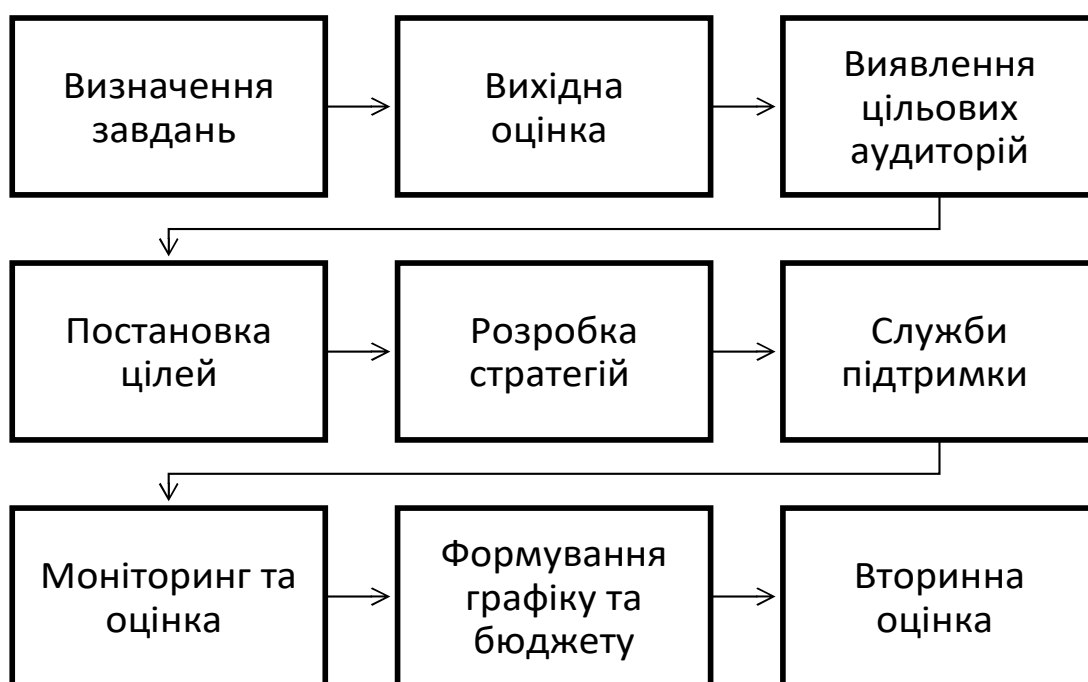 Визначення
завдань
Вихідна
оцінка
Виявлення
цільових
аудиторій
Постановка
цілей
Розробка
стратегій
Служби
підтримки
Моніторинг та
оцінка
Формування
графіку та
бюджету
Вторинна
оцінка